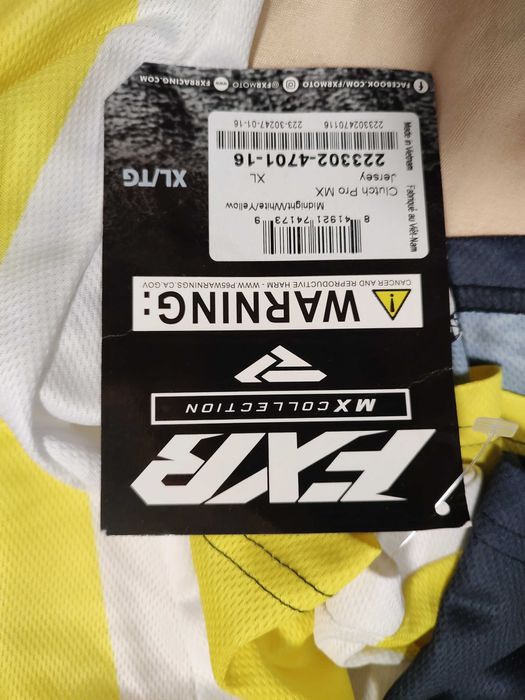 FXR
MX COLLECTION
WARNING:
CANCER AND REPRODUCTIVE HARM - WWW.P65WARNINGS.CA.GOV
8 41921 74173 9
Midnight/White/Yellow
Clutch Pro MX
Jersey XL
223302-4701-16
223302470116 223-30247-01-16
Made in Vietnam Fabriqué au Viêt-Nam
XL/TG
FACEBOOK.COM/FXRMOTO @FXRMOTO FXRRACING.COM